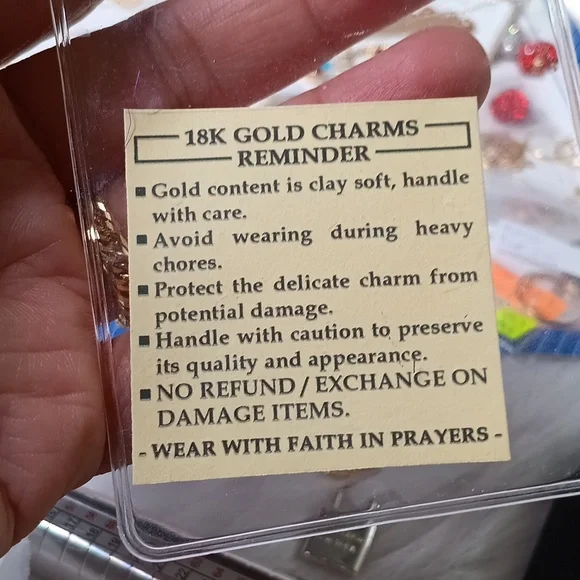 18K GOLD CHARMS
REMINDER
▪ Gold content is clay soft, handle
with care.
▪ Avoid wearing during heavy
chores.
▪ Protect the delicate charm from
potential damage.
▪ Handle with caution to preserve
its quality and appearance.
▪ NO REFUND / EXCHANGE ON
DAMAGE ITEMS.
- WEAR WITH FAITH IN PRAYERS -